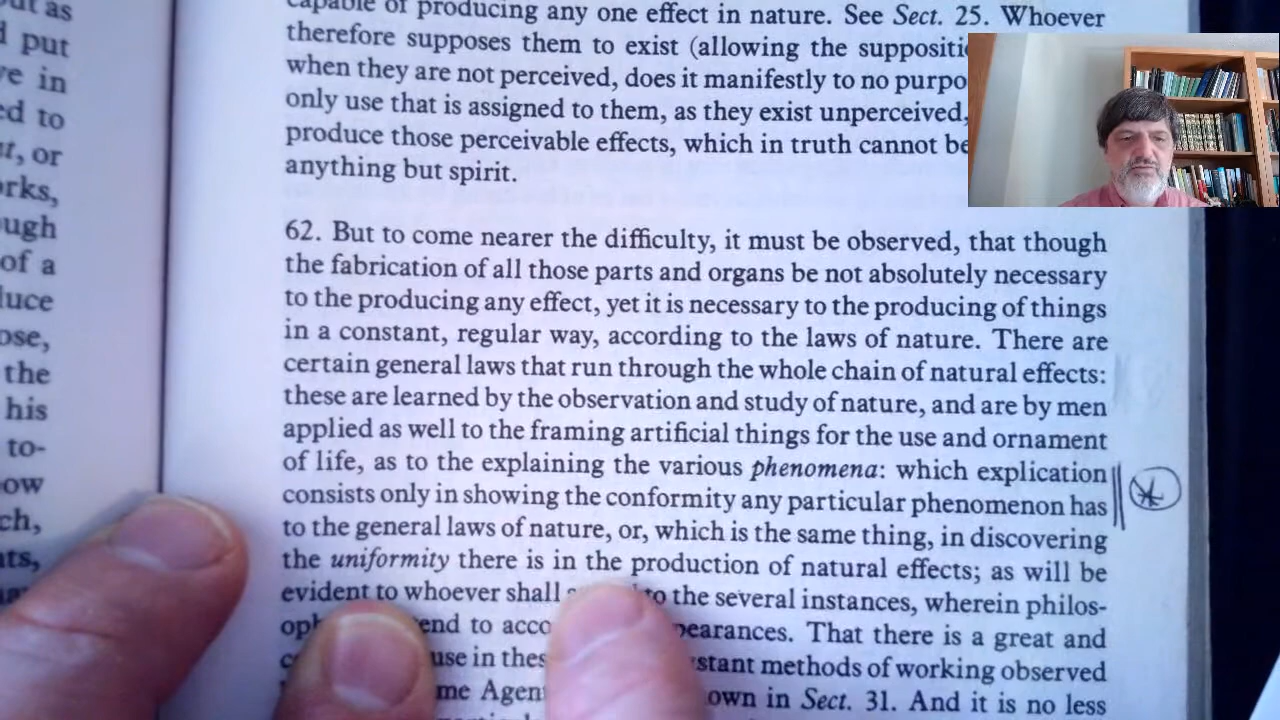 put
in
ed to
or
of a
the
his
to-
capable of producing any one effect in nature. See Sect. 25. Whoever
therefore supposes them to exist (allowing the
when they are not perceived, does it manifestly to no
only use that is assigned to them, as they exist unperceived,
produce those perceivable effects, which in truth cannot be
anything but spirit.
62. But to come nearer the difficulty, it must be observed, that though
the fabrication of all those parts and organs be not absolutely necessary
to the producing any effect, yet it is necessary to the producing of things
in a constant, regular way, according to the laws of nature. There are
certain general laws that run through the whole chain of natural effects:
these are learned by the observation and study of nature, and are by men
applied as well to the framing artificial things for the use and ornament
of life, as to the explaining the various phenomena: which explication
consists only in showing the conformity any particular phenomenon has
to the general laws of nature, or, which is the same thing, in discovering
the uniformity there is in the production of natural effects; as will be
evident to whoever shall to the several instances, wherein philos-
That there is a great and
use in methods of working observed
in Sect. 31. And it is no less